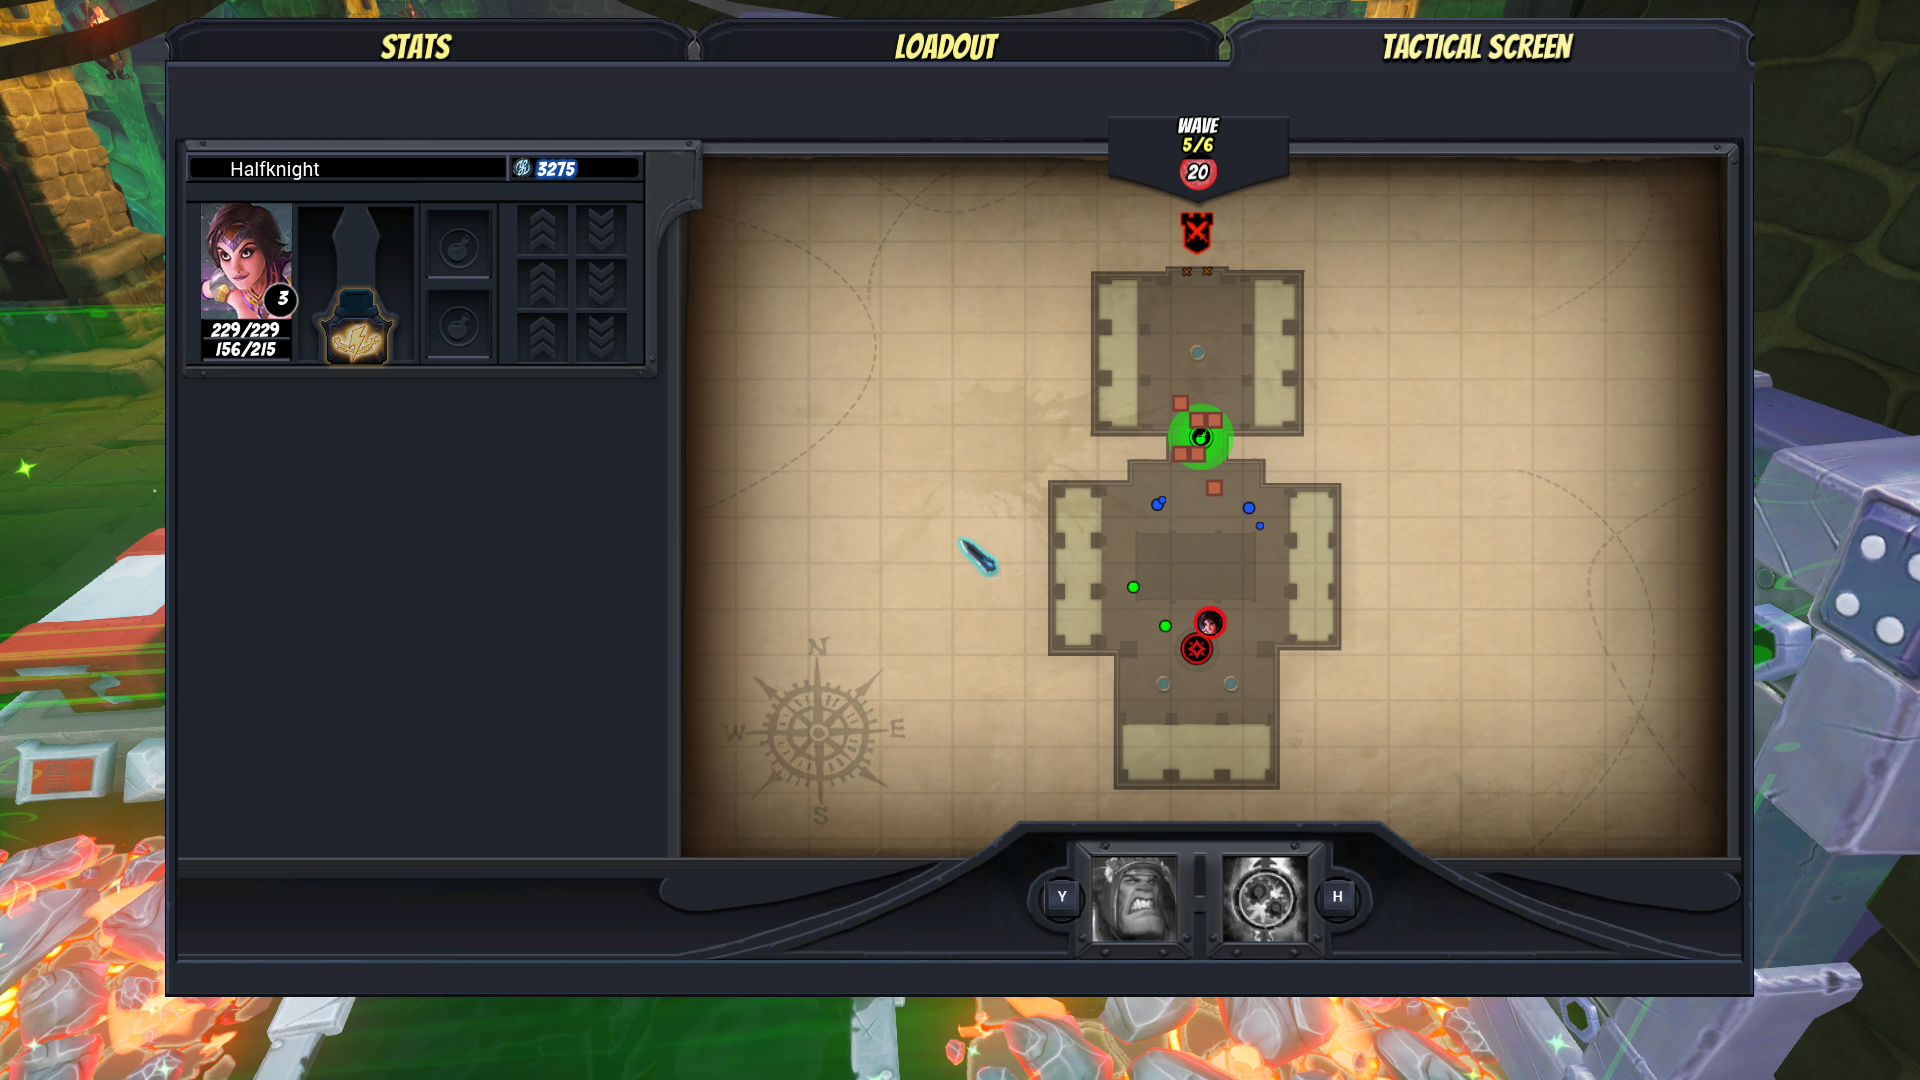 STATS
LOADOUT
TACTICAL SCREEN
WAVE
5/6
20
Halfknight
3275
3
229/229
156/215
N
W
E
S
Y
H